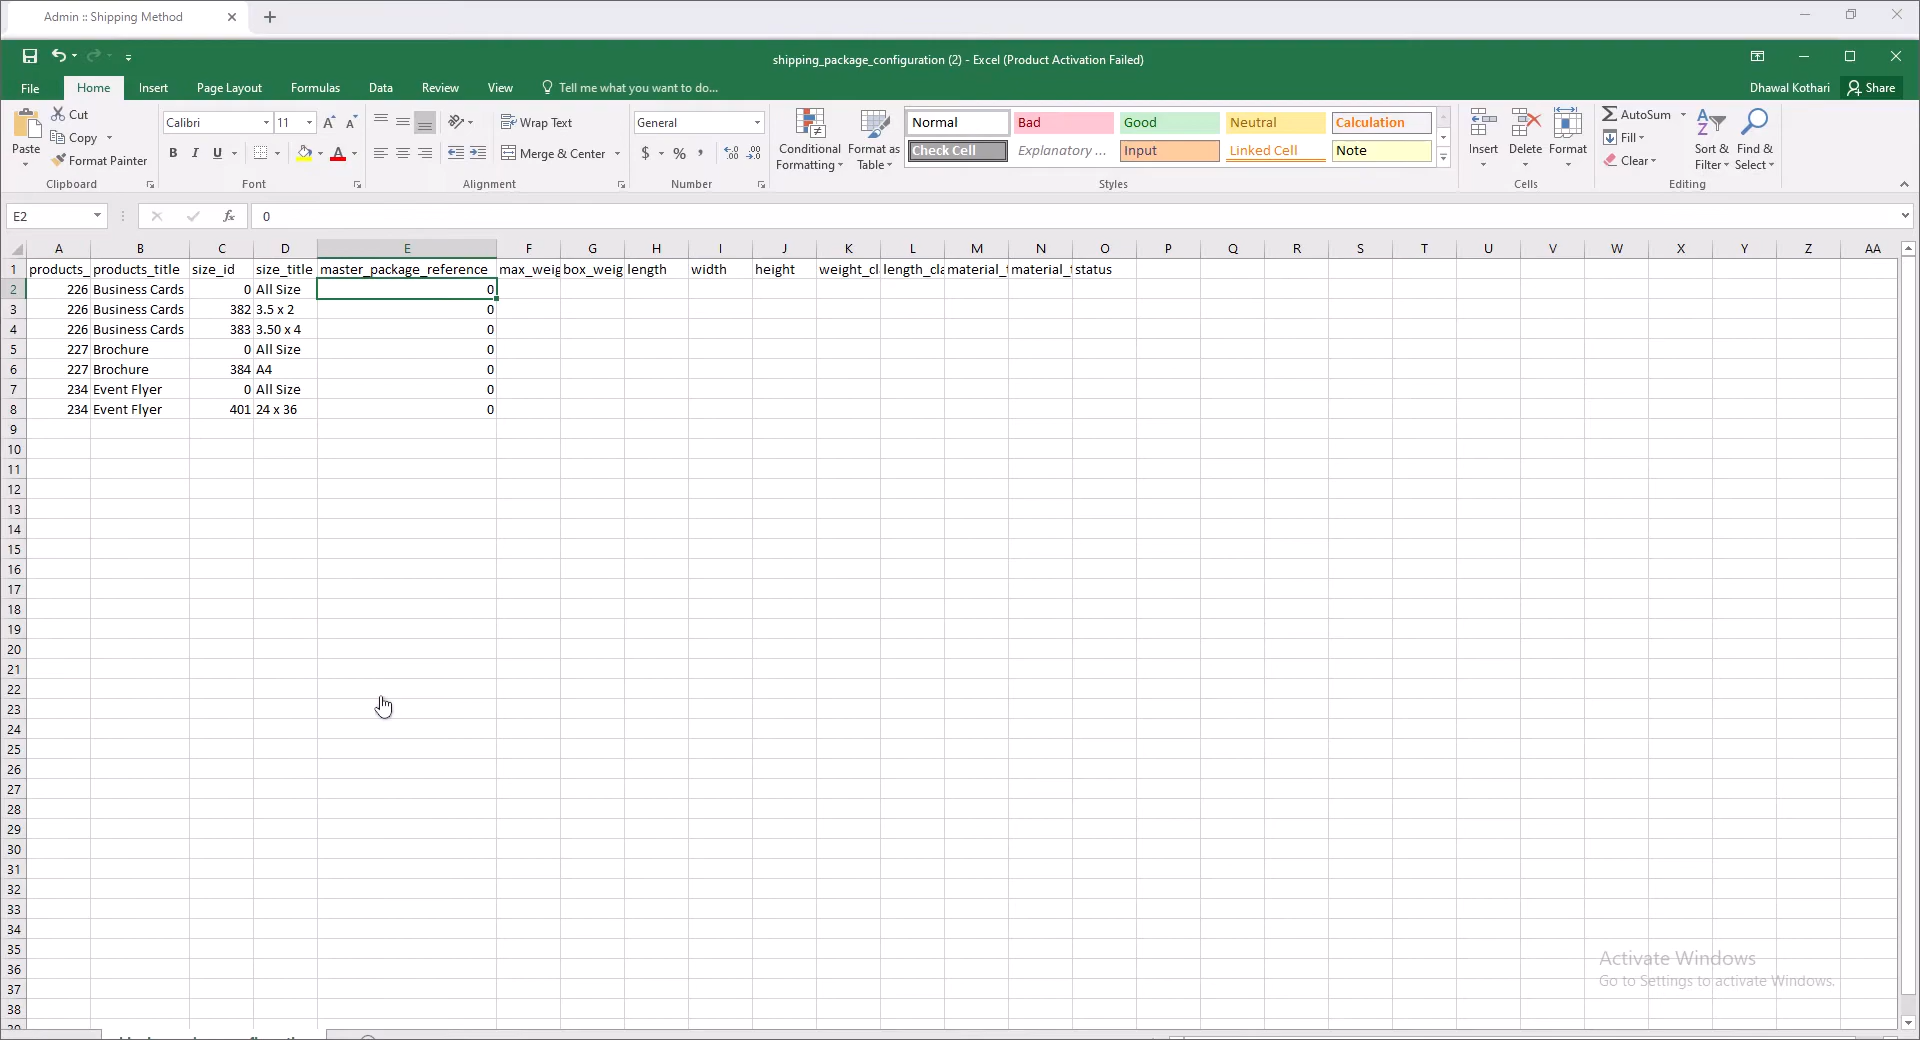 Admin :: Shipping Method
shipping_package_configuration (2) - Excel (Product Activation Failed)
File Home Insert Page Layout Formulas Data Review View Tell me what you want to do... Dhawal Kothari Share
Paste Cut Copy Format Painter Clipboard
Calibri 11 B I U Font
Wrap Text Merge & Center Alignment
General $ % , Number
Conditional Formatting Format as Table
Normal Bad Good Neutral Calculation
Check Cell Explanatory ... Input Linked Cell Note
Styles
Insert Delete Format Cells
AutoSum Fill Clear Sort & Filter Find & Select Editing
E2 fx 0
A B C D E F G H I J K L M N O P Q R S T U V W X Y Z AA
1 products_ products_title size_id size_title master_package_reference max_weig box_weig length width height weight_cl length_cl material_ material_ status
2 226 Business Cards 0 All Size 0
3 226 Business Cards 382 3.5 x 2 0
4 226 Business Cards 383 3.50 x 4 0
5 227 Brochure 0 All Size 0
6 227 Brochure 384 A4 0
7 234 Event Flyer 0 All Size 0
8 234 Event Flyer 401 24 x 36 0
9
10
11
12
13
14
15
16
17
18
19
20
21
22
23
24
25
26
27
28
29
30
31
32
33
34
35
36
37
38
Activate Windows
Go to Settings to activate Windows.